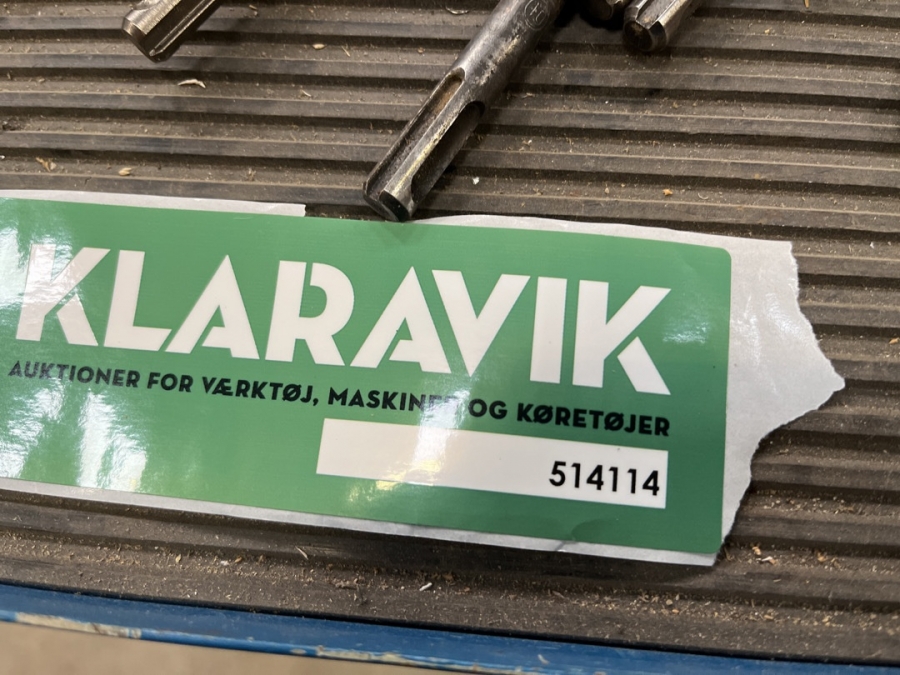 KLARAVIK
AUKTIONER FOR VÆRKTØJ, MASKINER OG KØRETØJER
514114